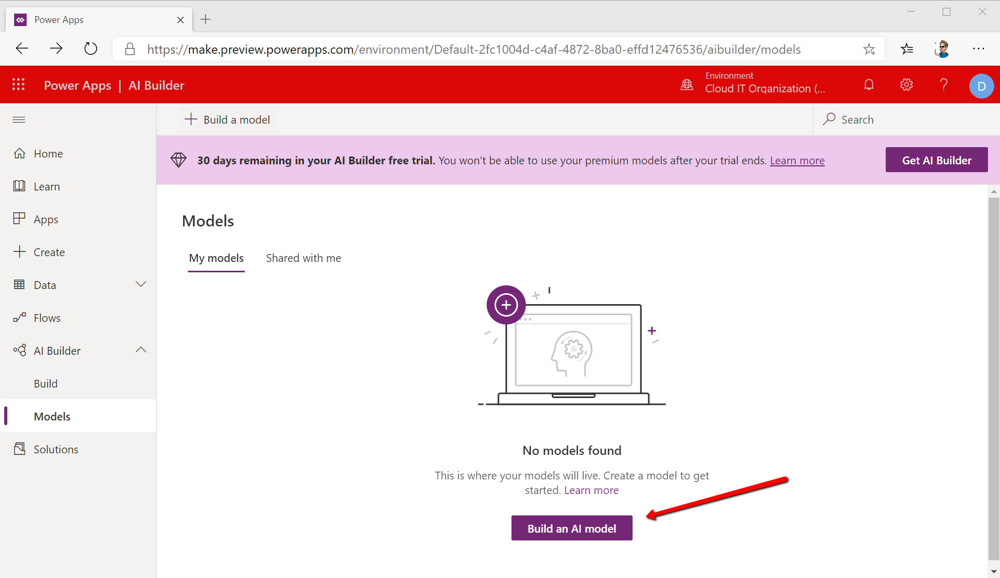 Power Apps
https://make.preview.powerapps.com/environment/Default-2fc1004d-c4af-4872-8ba0-effd12476536/aibuilder/models
Power Apps | AI Builder
Environment
Cloud IT Organization (...
D
Build a model
Search
30 days remaining in your AI Builder free trial. You won't be able to use your premium models after your trial ends. Learn more
Get AI Builder
Home
Learn
Apps
Create
Data
Flows
AI Builder
Build
Models
Solutions
Models
My models
Shared with me
No models found
This is where your models will live. Create a model to get
started. Learn more
Build an AI model